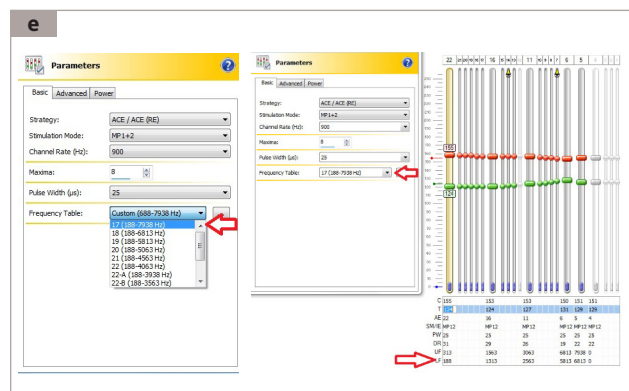 e
Parameters
Basic Advanced Power
Strategy: ACE / ACE (RE)
Stimulation Mode: MP1+2
Channel Rate (Hz): 900
Maxima: 8
Pulse Width (µs): 25
Frequency Table: Custom (688-7938 Hz)
17 (188-7938 Hz)
18 (188-6813 Hz)
19 (188-5813 Hz)
20 (188-5063 Hz)
21 (188-4563 Hz)
22 (188-4063 Hz)
22-A (188-3938 Hz)
22-B (188-3563 Hz)
Parameters
Basic Advanced Power
Strategy: ACE / ACE (RE)
Stimulation Mode: MP1+2
Channel Rate (Hz): 900
Maxima: 8
Pulse Width (µs): 25
Frequency Table: 17 (188-7938 Hz)
22 16 11 6 5
155
124
C 155 153 153 150 151 151
T 124 124 127 131 129 129
AE 22 16 11 6 5 4
MP12 MP12 MP12 MP12 MP12 MP12
PW 25 25 25 25 25 25
DR 31 29 26 19 22 22
UF 313 1563 3063 6813 7938 0
LF 188 1313 2563 5813 6813 0